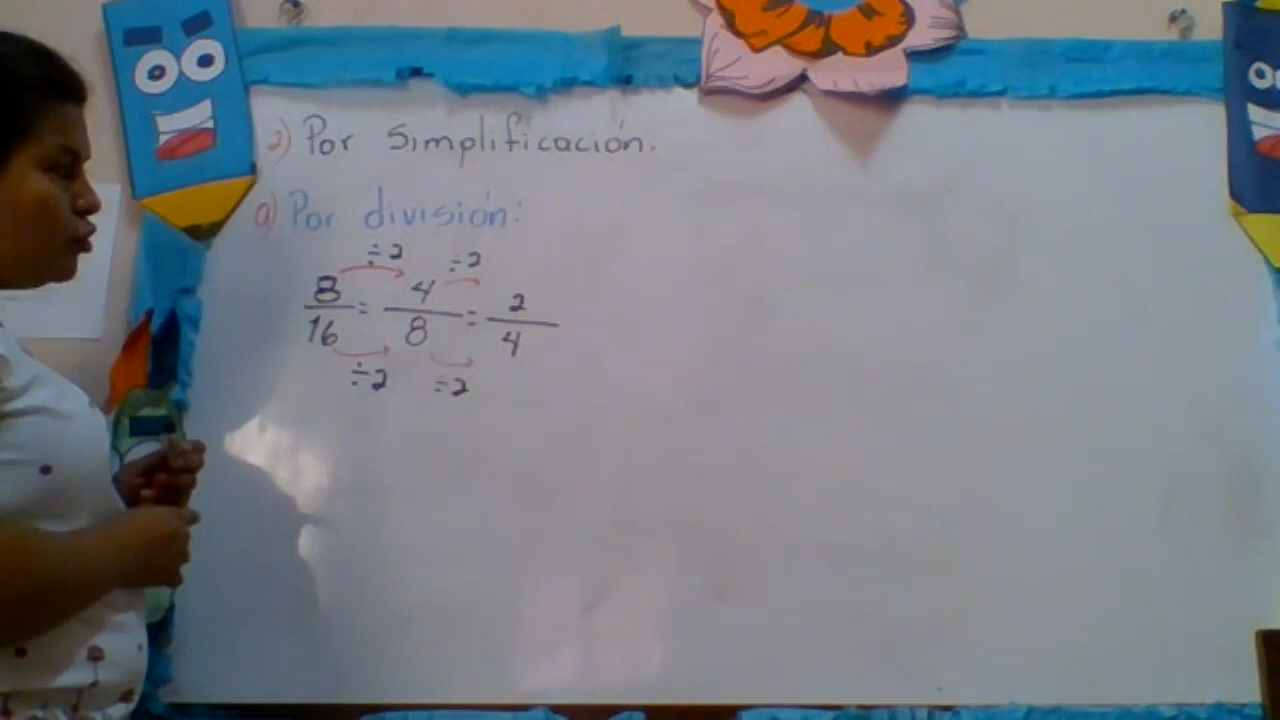 2) Por Simplificación.
a) Por división:
÷2 ÷2
8/16 = 4/8 = 2/4
÷2 ÷2